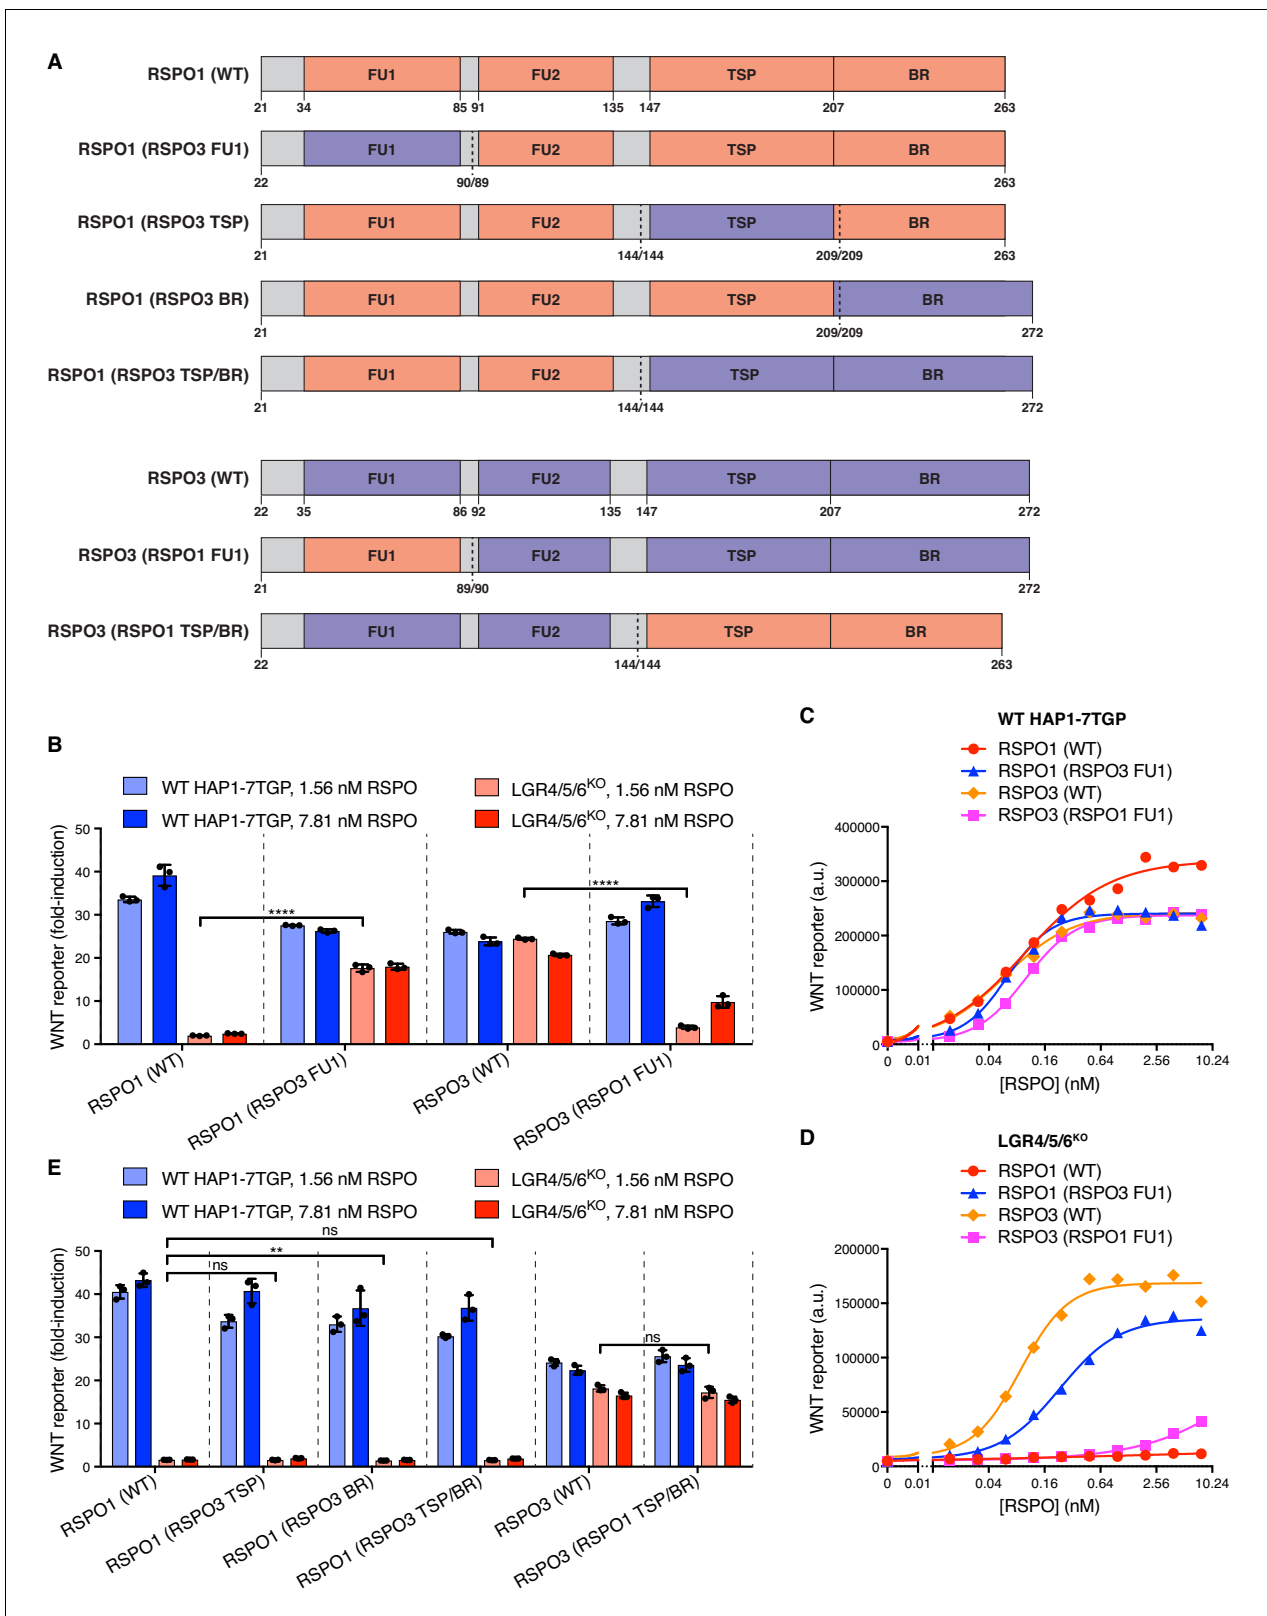 A
RSPO1 (WT)
FU1 FU2 TSP BR
21 34 85 91 135 147 207 263
RSPO1 (RSPO3 FU1)
FU1 FU2 TSP BR
22 90/89 263
RSPO1 (RSPO3 TSP)
FU1 FU2 TSP BR
21 144/144 209/209 263
RSPO1 (RSPO3 BR)
FU1 FU2 TSP BR
21 209/209 272
RSPO1 (RSPO3 TSP/BR)
FU1 FU2 TSP BR
21 144/144 272
RSPO3 (WT)
FU1 FU2 TSP BR
22 35 86 92 135 147 207 272
RSPO3 (RSPO1 FU1)
FU1 FU2 TSP BR
21 89/90 272
RSPO3 (RSPO1 TSP/BR)
FU1 FU2 TSP BR
22 144/144 263
B
WT HAP1-7TGP, 1.56 nM RSPO
WT HAP1-7TGP, 7.81 nM RSPO
LGR4/5/6KO, 1.56 nM RSPO
LGR4/5/6KO, 7.81 nM RSPO
WNT reporter (fold-induction)
50
40
30
20
10
0
****
****
RSPO1 (WT)
RSPO1 (RSPO3 FU1)
RSPO3 (WT)
RSPO3 (RSPO1 FU1)
C
WT HAP1-7TGP
RSPO1 (WT)
RSPO1 (RSPO3 FU1)
RSPO3 (WT)
RSPO3 (RSPO1 FU1)
WNT reporter (a.u.)
400000
300000
200000
100000
0
0 0.01 0.04 0.16 0.64 2.56 10.24
[RSPO] (nM)
D
LGR4/5/6KO
RSPO1 (WT)
RSPO1 (RSPO3 FU1)
RSPO3 (WT)
RSPO3 (RSPO1 FU1)
WNT reporter (a.u.)
200000
150000
100000
50000
0
0 0.01 0.04 0.16 0.64 2.56 10.24
[RSPO] (nM)
E
WT HAP1-7TGP, 1.56 nM RSPO
WT HAP1-7TGP, 7.81 nM RSPO
LGR4/5/6KO, 1.56 nM RSPO
LGR4/5/6KO, 7.81 nM RSPO
WNT reporter (fold-induction)
50
40
30
20
10
0
ns
**
ns
ns
RSPO1 (WT)
RSPO1 (RSPO3 TSP)
RSPO1 (RSPO3 BR)
RSPO1 (RSPO3 TSP/BR)
RSPO3 (WT)
RSPO3 (RSPO1 TSP/BR)